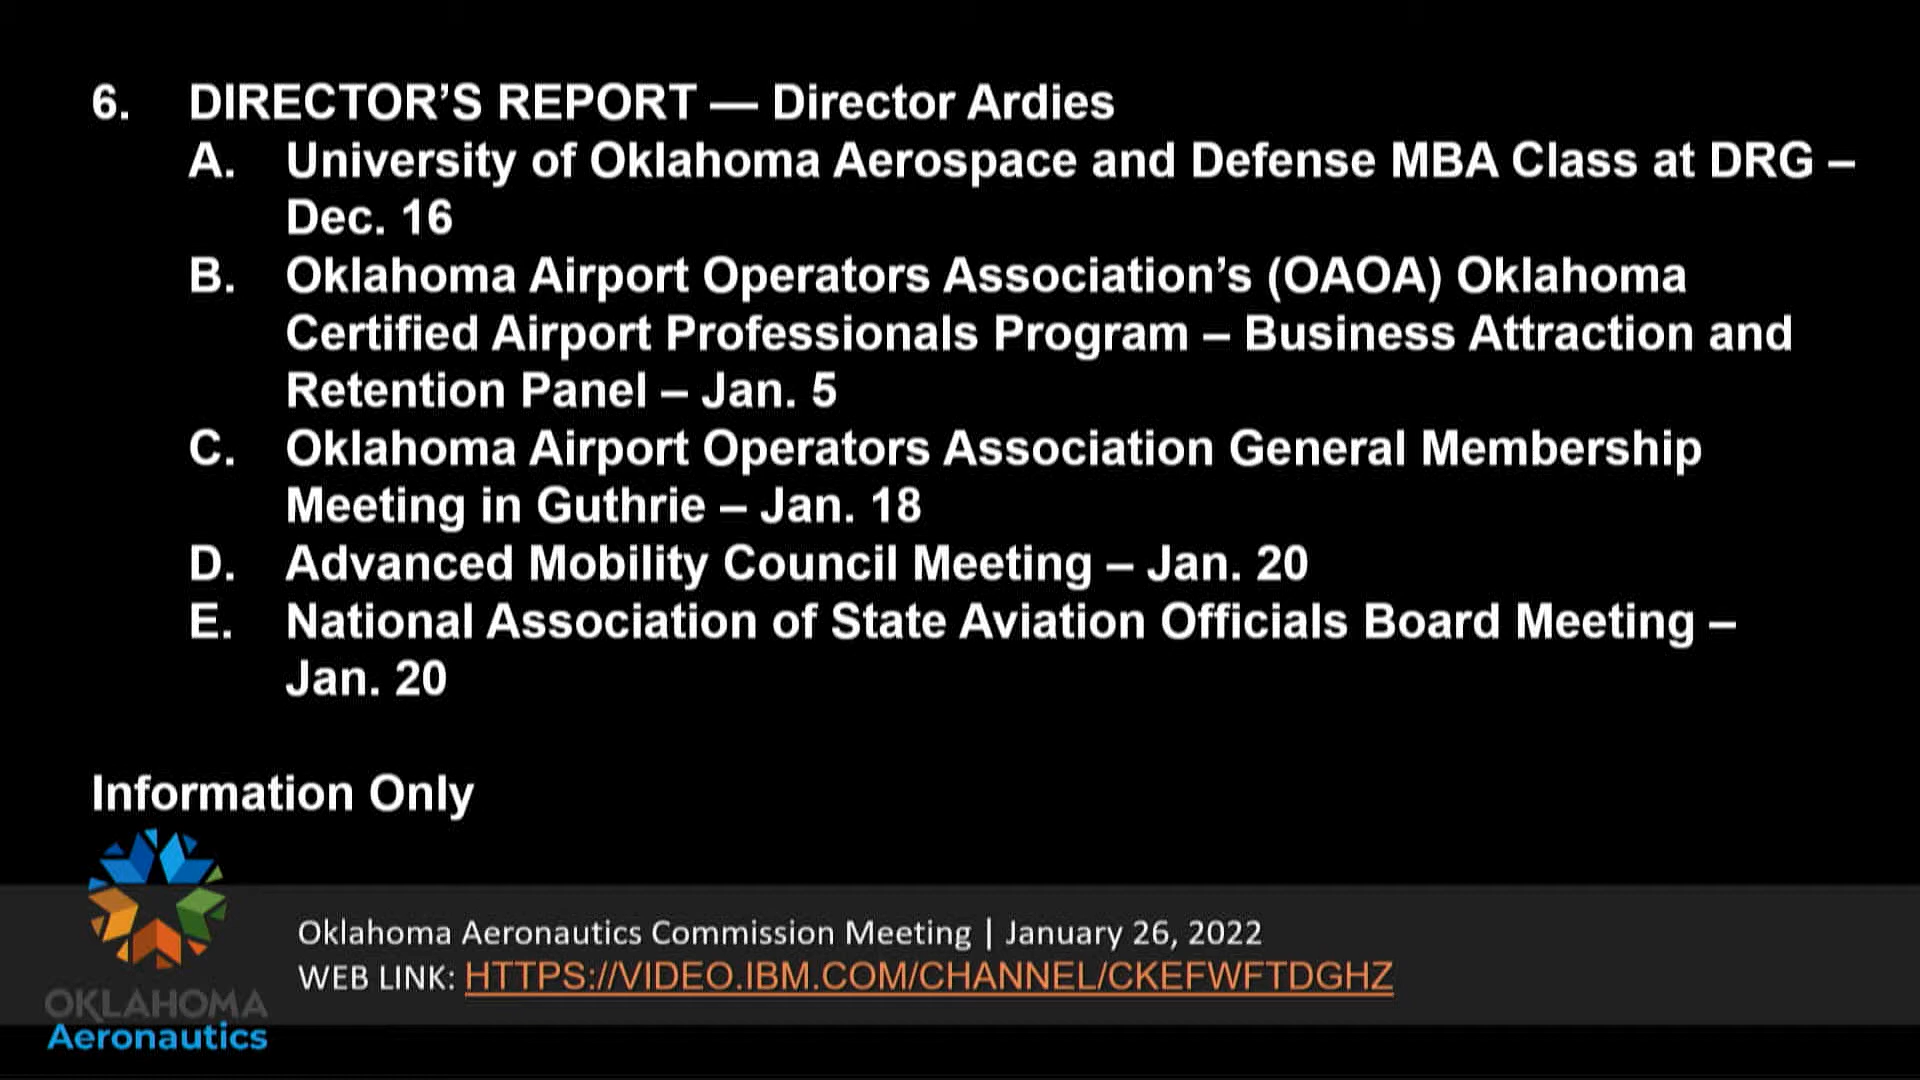 6. DIRECTOR’S REPORT — Director Ardies
A. University of Oklahoma Aerospace and Defense MBA Class at DRG –
Dec. 16
B. Oklahoma Airport Operators Association’s (OAOA) Oklahoma
Certified Airport Professionals Program – Business Attraction and
Retention Panel – Jan. 5
C. Oklahoma Airport Operators Association General Membership
Meeting in Guthrie – Jan. 18
D. Advanced Mobility Council Meeting – Jan. 20
E. National Association of State Aviation Officials Board Meeting –
Jan. 20
Information Only
Oklahoma Aeronautics Commission Meeting | January 26, 2022
WEB LINK: HTTPS://VIDEO.IBM.COM/CHANNEL/CKEFWFTDGHZ
OKLAHOMA
Aeronautics